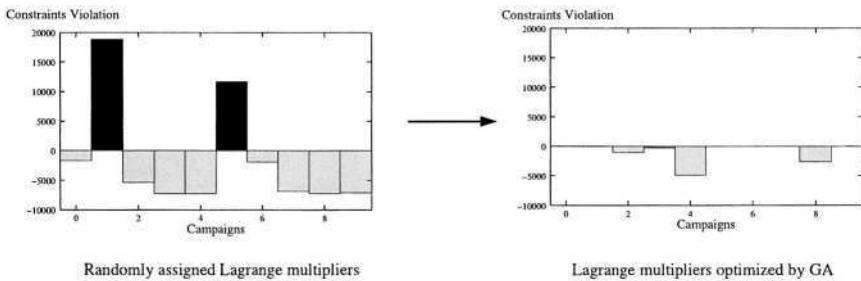 Constraints Violation
20000
15000
10000
5000
0
-5000
-10000
0 2 4 6 8
Campaigns
Randomly assigned Lagrange multipliers
Constraints Violation
20000
15000
10000
5000
0
-5000
-10000
0 2 4 6 8
Campaigns
Lagrange multipliers optimized by GA